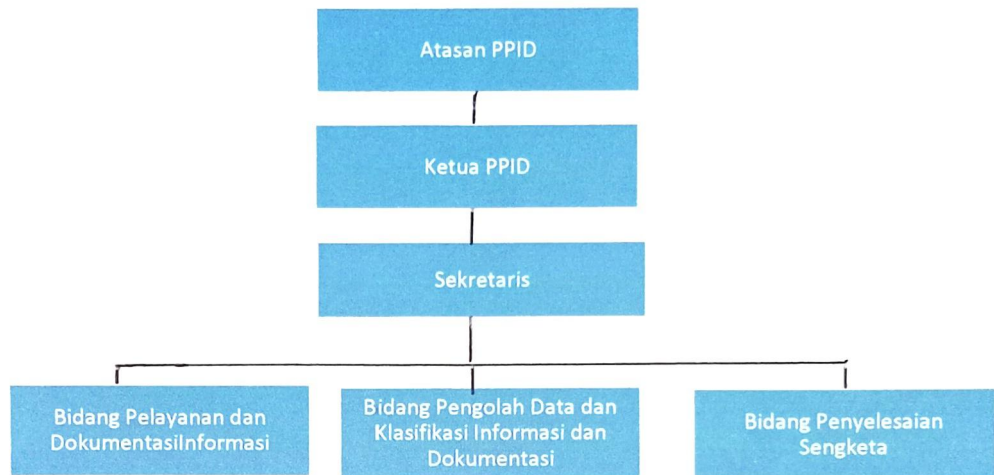 Atasan PPID
Ketua PPID
Sekretaris
Bidang Pelayanan dan
DokumentasiInformasi
Bidang Pengolah Data dan
Klasifikasi Informasi dan
Dokumentasi
Bidang Penyelesaian
Sengketa